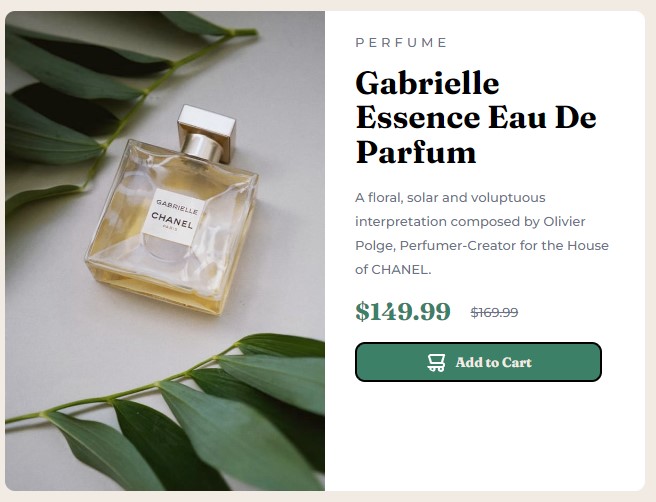 GABRIELLE
CHANEL
PARIS
PERFUME
Gabrielle
Essence Eau De
Parfum
A floral, solar and voluptuous
interpretation composed by Olivier
Polge, Perfumer-Creator for the House
of CHANEL.
$149.99 $169.99
Add to Cart